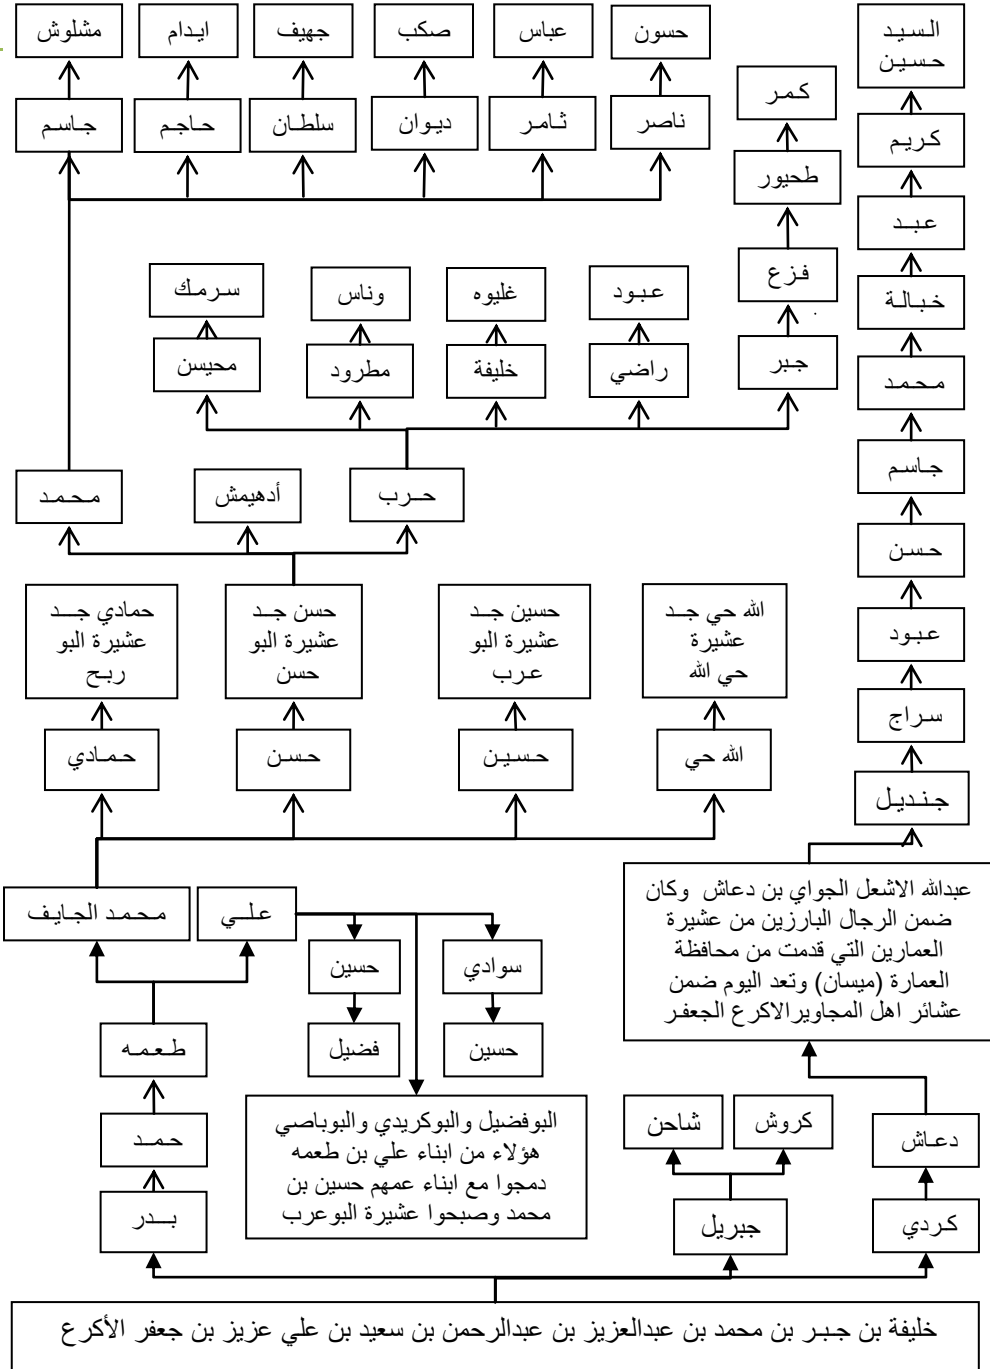 مشلوش ايدام جهيف صكب عباس حسون السيد
حسين
كمر
جاسم حاجم سلطان ديوان ثامر ناصر كريم
طحيور
عبد
فزع
سرمك وناس غليوه عبود خبالة
محيسن مطرود خليفة راضي جبر محمد
جاسم
محمد أدهيمش حرب
حسن
حمادي جد
عشيرة البو
ربح
حسن جد
عشيرة البو
حسن
حسين جد
عشيرة البو
عرب
الله حي جد
عشيرة
حي الله
عبود
سراج
حمادي حسن حسين الله حي
جنديل
محمد الجايف علي
عبدالله الاشعل الجواي بن دعاش وكان
ضمن الرجال البارزين من عشيرة
العمارين التي قدمت من محافظة
العمارة (ميسان) وتعد اليوم ضمن
عشائر اهل المجاوير الاكرع الجعفر
حسين سوادي
طعمه فضيل حسين
البوفضيل والبوكريدي والبوباصي
هؤلاء من ابناء علي بن طعمه
دمجوا مع ابناء عمهم حسين بن
محمد وصبحوا عشيرة البوعرب
حمد شاحن كروش دعاش
بدر جبريل كردي
خليفة بن جبر بن محمد بن عبدالعزيز بن عبدالرحمن بن سعيد بن علي عزيز بن جعفر الأكرع